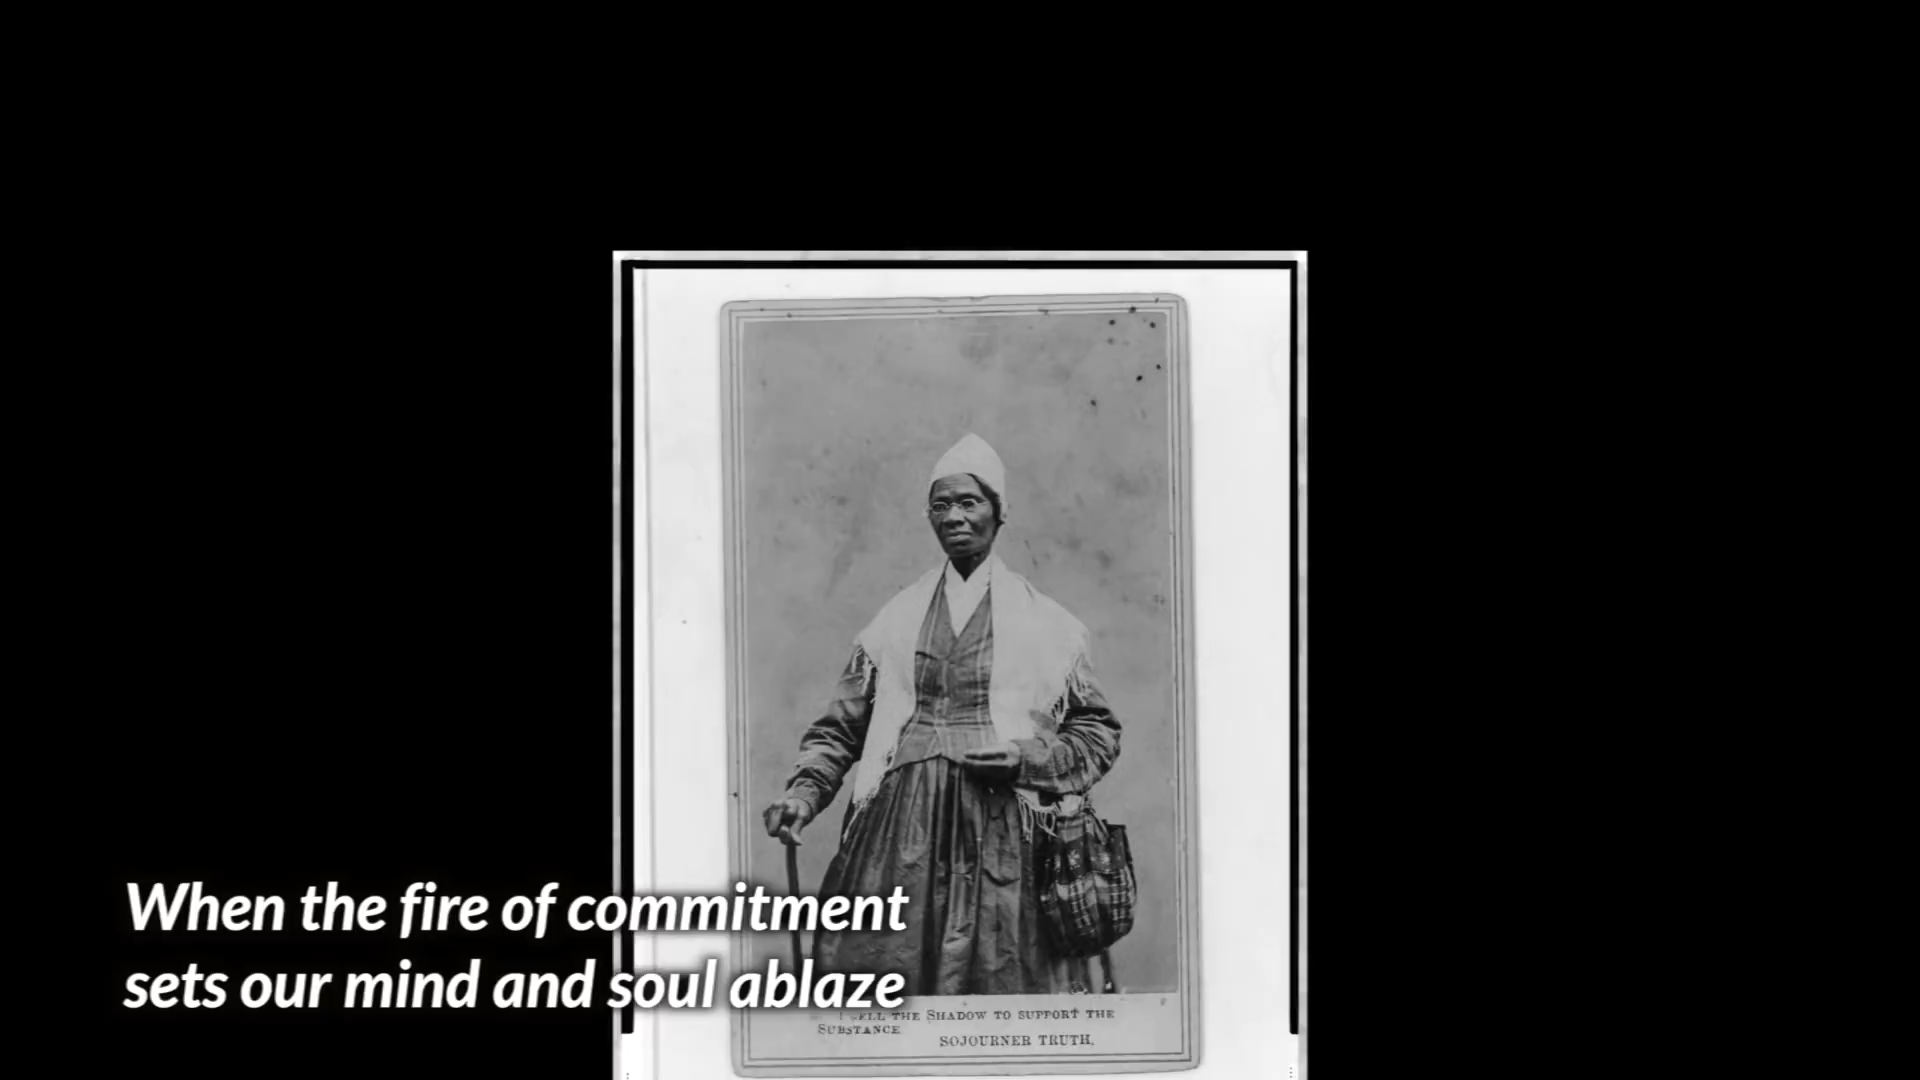 When the fire of commitment
sets our mind and soul ablaze
I SELL THE SHADOW TO SUPPORT THE
SUBSTANCE
SOJOURNER TRUTH.